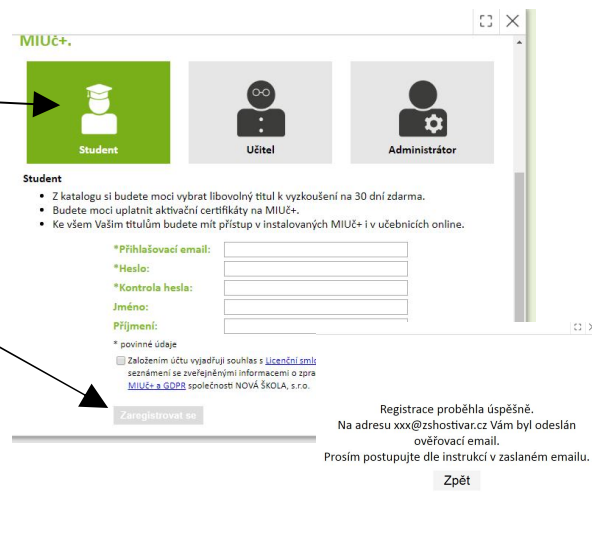 MIUč+.
Student
Učitel
Administrátor
Student
• Z katalogu si budete moci vybrat libovolný titul k vyzkoušení na 30 dní zdarma.
• Budete moci uplatnit aktivační certifikáty na MIUč+.
• Ke všem Vašim titulům budete mít přístup v instalovaných MIUč+ i v učebnicích online.
*Přihlašovací email:
*Heslo:
*Kontrola hesla:
Jméno:
Příjmení:
* povinné údaje
Založením účtu vyjadřuji souhlas s Licenční
seznámení se zveřejněnými informacemi o
MIUč+ a GDPR společnosti NOVÁ ŠKOLA, s.r.o.
Zaregistrovat se
Registrace proběhla úspěšně.
Na adresu xxx@zshostivar.cz Vám byl odeslán
ověřovací email.
Prosím postupujte dle instrukcí v zaslaném emailu.
Zpět